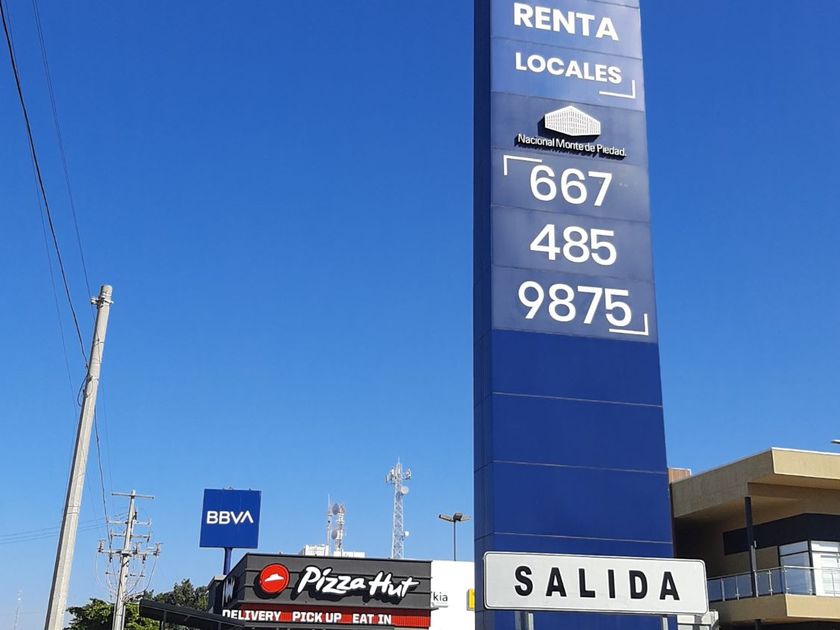 RENTA
LOCALES
Nacional Monte de Piedad.
667
485
9875
BBVA
Pizza Hut
DELIVERY PICK UP EAT IN
SALIDA